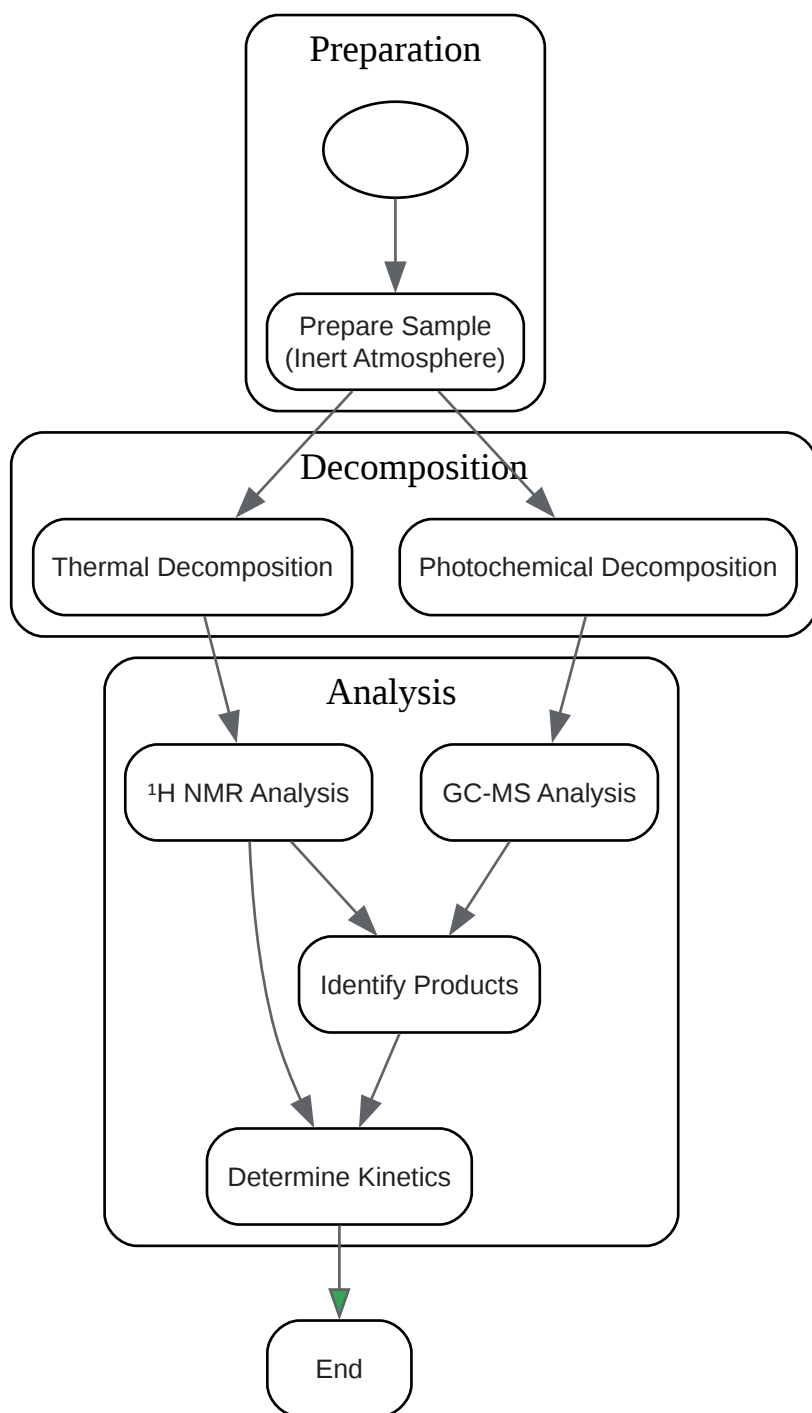 Preparation
Prepare Sample
(Inert Atmosphere)
Decomposition
Thermal Decomposition
Photochemical Decomposition
Analysis
¹H NMR Analysis
GC-MS Analysis
Identify Products
Determine Kinetics
End